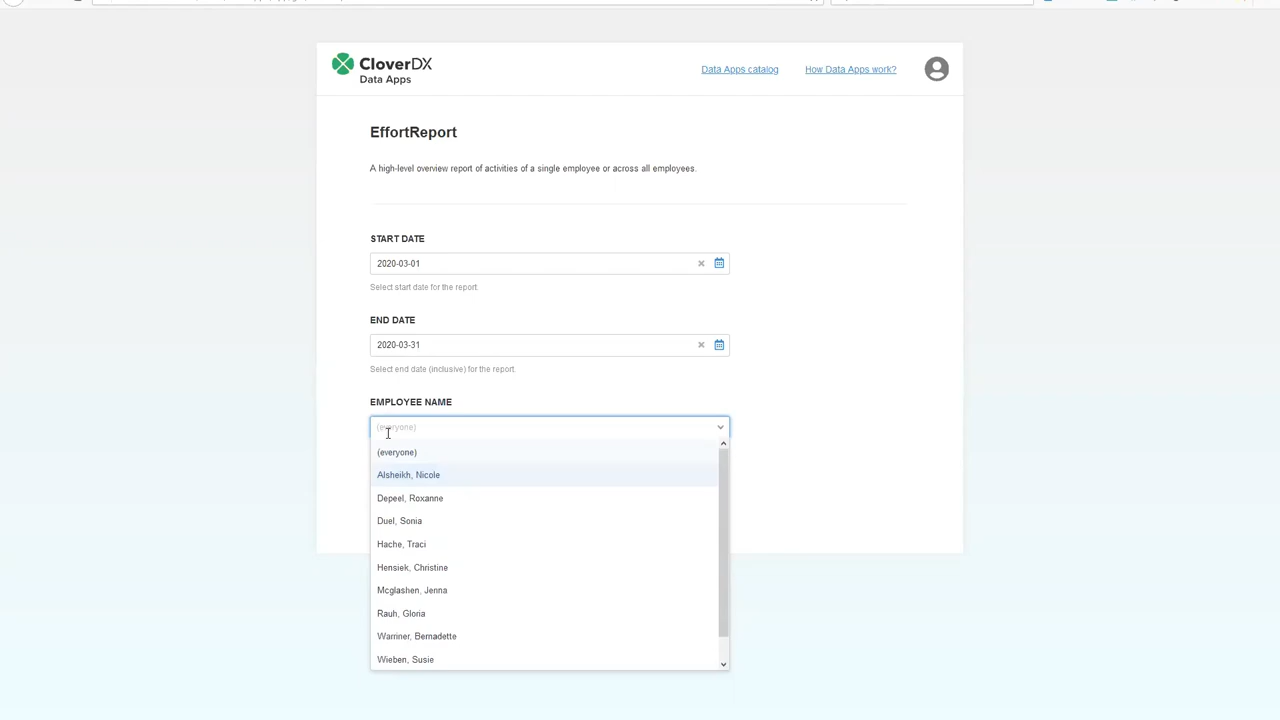 CloverDX
Data Apps
Data Apps catalog
How Data Apps work?
EffortReport
A high-level overview report of activities of a single employee or across all employees.
START DATE
2020-03-01
Select start date for the report.
END DATE
2020-03-31
Select end date (inclusive) for the report.
EMPLOYEE NAME
(everyone)
(everyone)
Alsheikh, Nicole
Depeel, Roxanne
Duel, Sonia
Hache, Traci
Hensiek, Christine
Mcglashen, Jenna
Rauh, Gloria
Warriner, Bernadette
Wieben, Susie